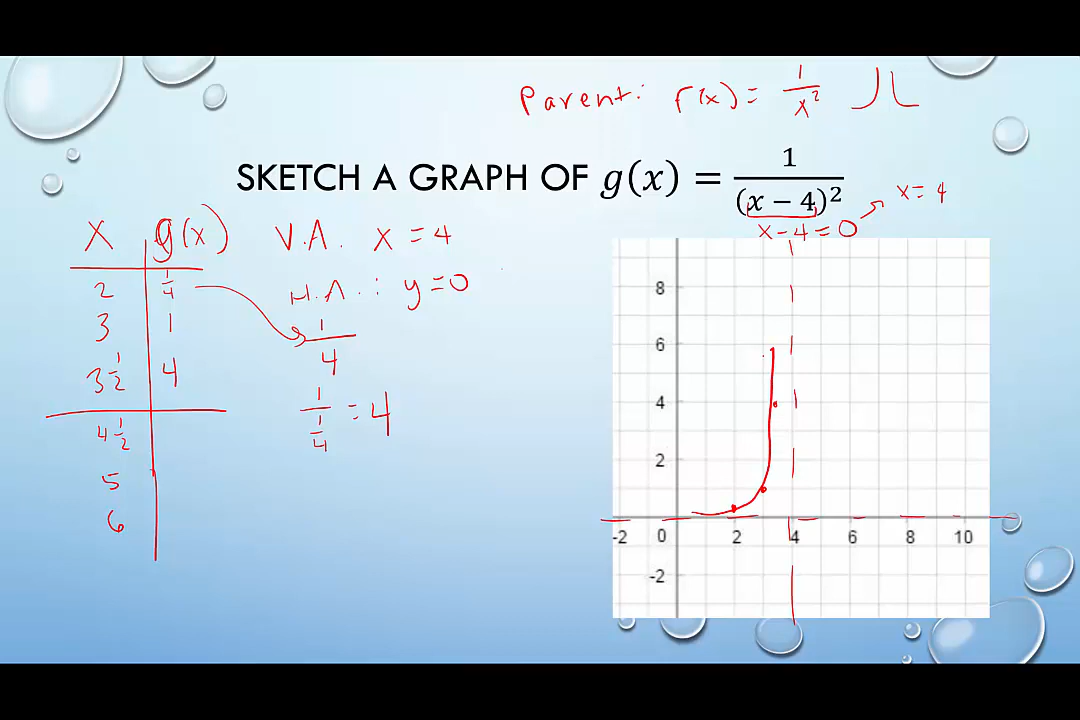 Parent: f(x) = 1/x²
SKETCH A GRAPH OF g(x) = 1/(x − 4)²
x - 4 = 0 → x = 4
x g(x)
2 1/4
3 1
3 1/2 4
4 1/2
5
6
V.A. x = 4
H.A.: y = 0
1/4
1/(1/4) = 4
8
6
4
2
-2 0 2 4 6 8 10
-2